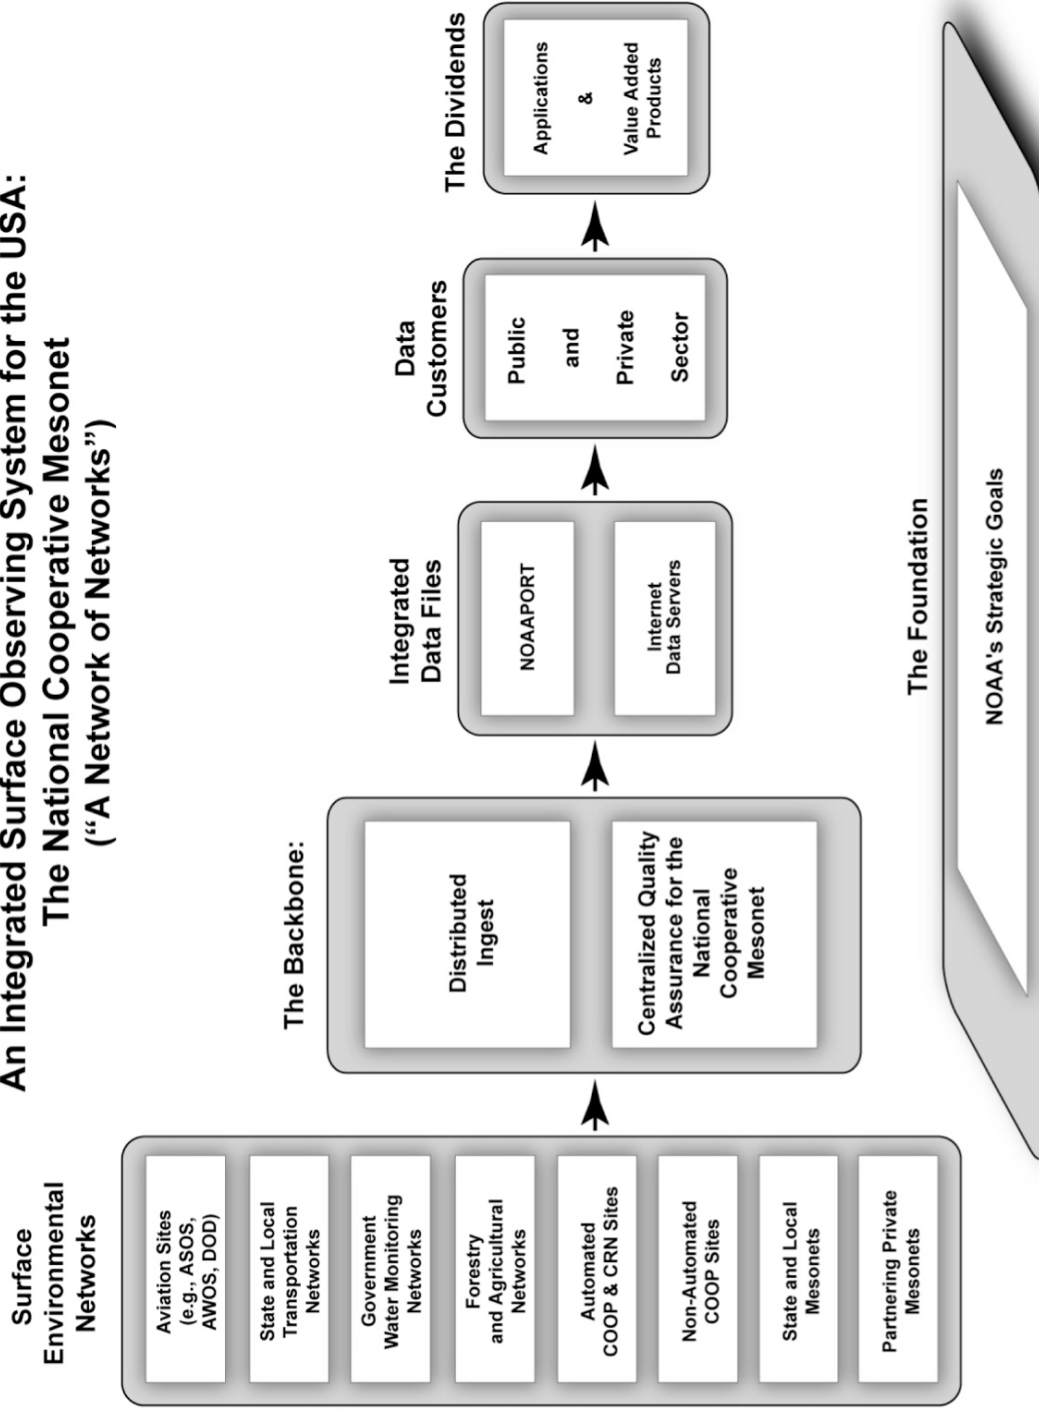 An Integrated Surface Observing System for the USA:
The National Cooperative Mesonet
(“A Network of Networks”)
Surface
Environmental
Networks
Aviation Sites
(e.g., ASOS,
AWOS, DOD)
State and Local
Transportation
Networks
Government
Water Monitoring
Networks
Forestry
and Agricultural
Networks
Automated
COOP & CRN Sites
Non-Automated
COOP Sites
State and Local
Mesonets
Partnering Private
Mesonets
The Backbone:
Distributed
Ingest
Centralized Quality
Assurance for the
National
Cooperative
Mesonet
Integrated
Data Files
NOAAPORT
Internet
Data Servers
Data
Customers
Public
and
Private
Sector
The Dividends
Applications
&
Value Added
Products
The Foundation
NOAA's Strategic Goals